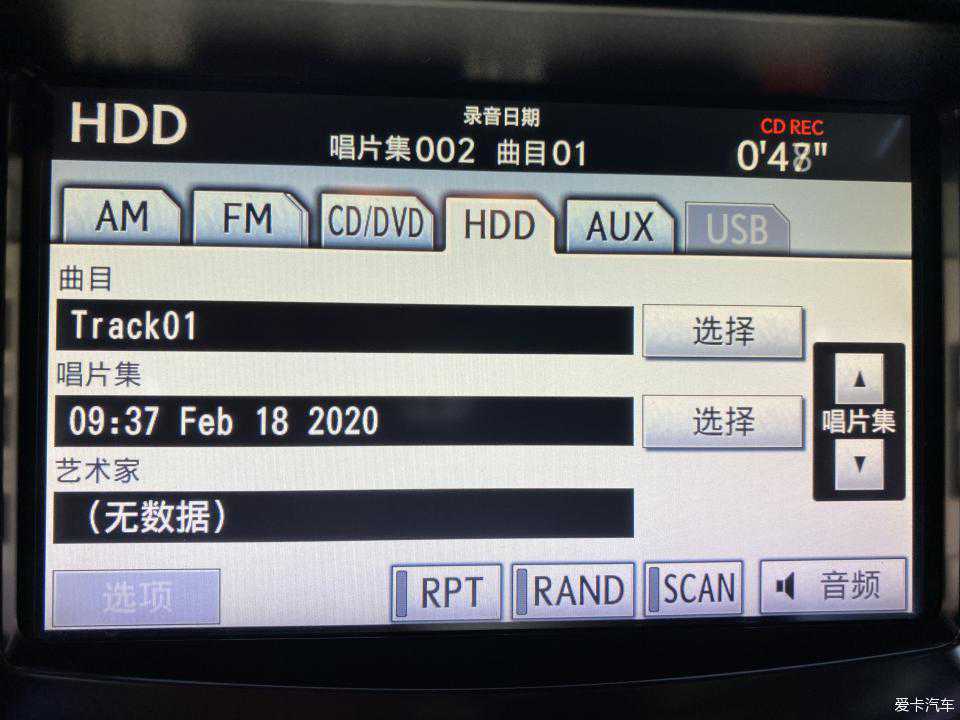 HDD
录音日期
唱片集002 曲目01
CD REC
AM
FM
CD/DVD
HDD
AUX
USB
曲目
Track01
选择
唱片集
09:37 Feb 18 2020
选择
▲
唱片集
▼
艺术家
(无数据)
选项
RPT
RAND
SCAN
音频
爱卡汽车